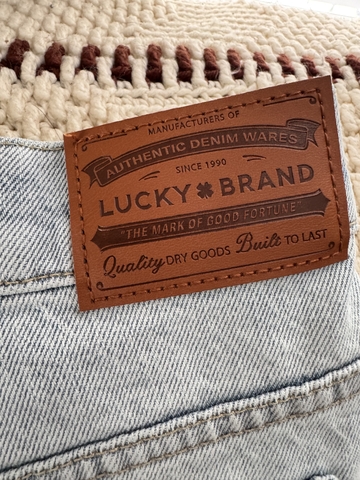 MANUFACTURERS OF
AUTHENTIC DENIM WARES
SINCE 1990
LUCKY BRAND
"THE MARK OF GOOD FORTUNE"
Quality DRY GOODS Built TO LAST